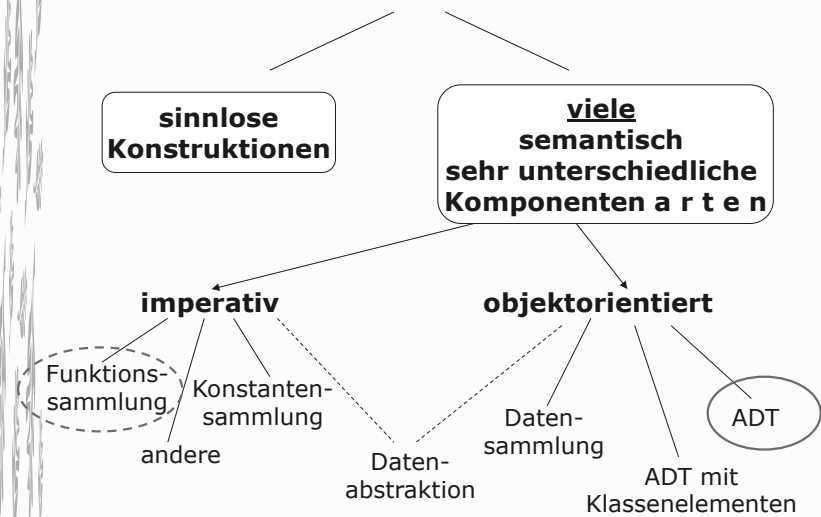 sinnlose
Konstruktionen
viele
semantisch
sehr unterschiedliche
Komponenten a r t e n
imperativ
objektorientiert
Funktions-
sammlung
Konstanten-
sammlung
andere
Daten-
abstraktion
Daten-
sammlung
ADT mit
Klassenelementen
ADT